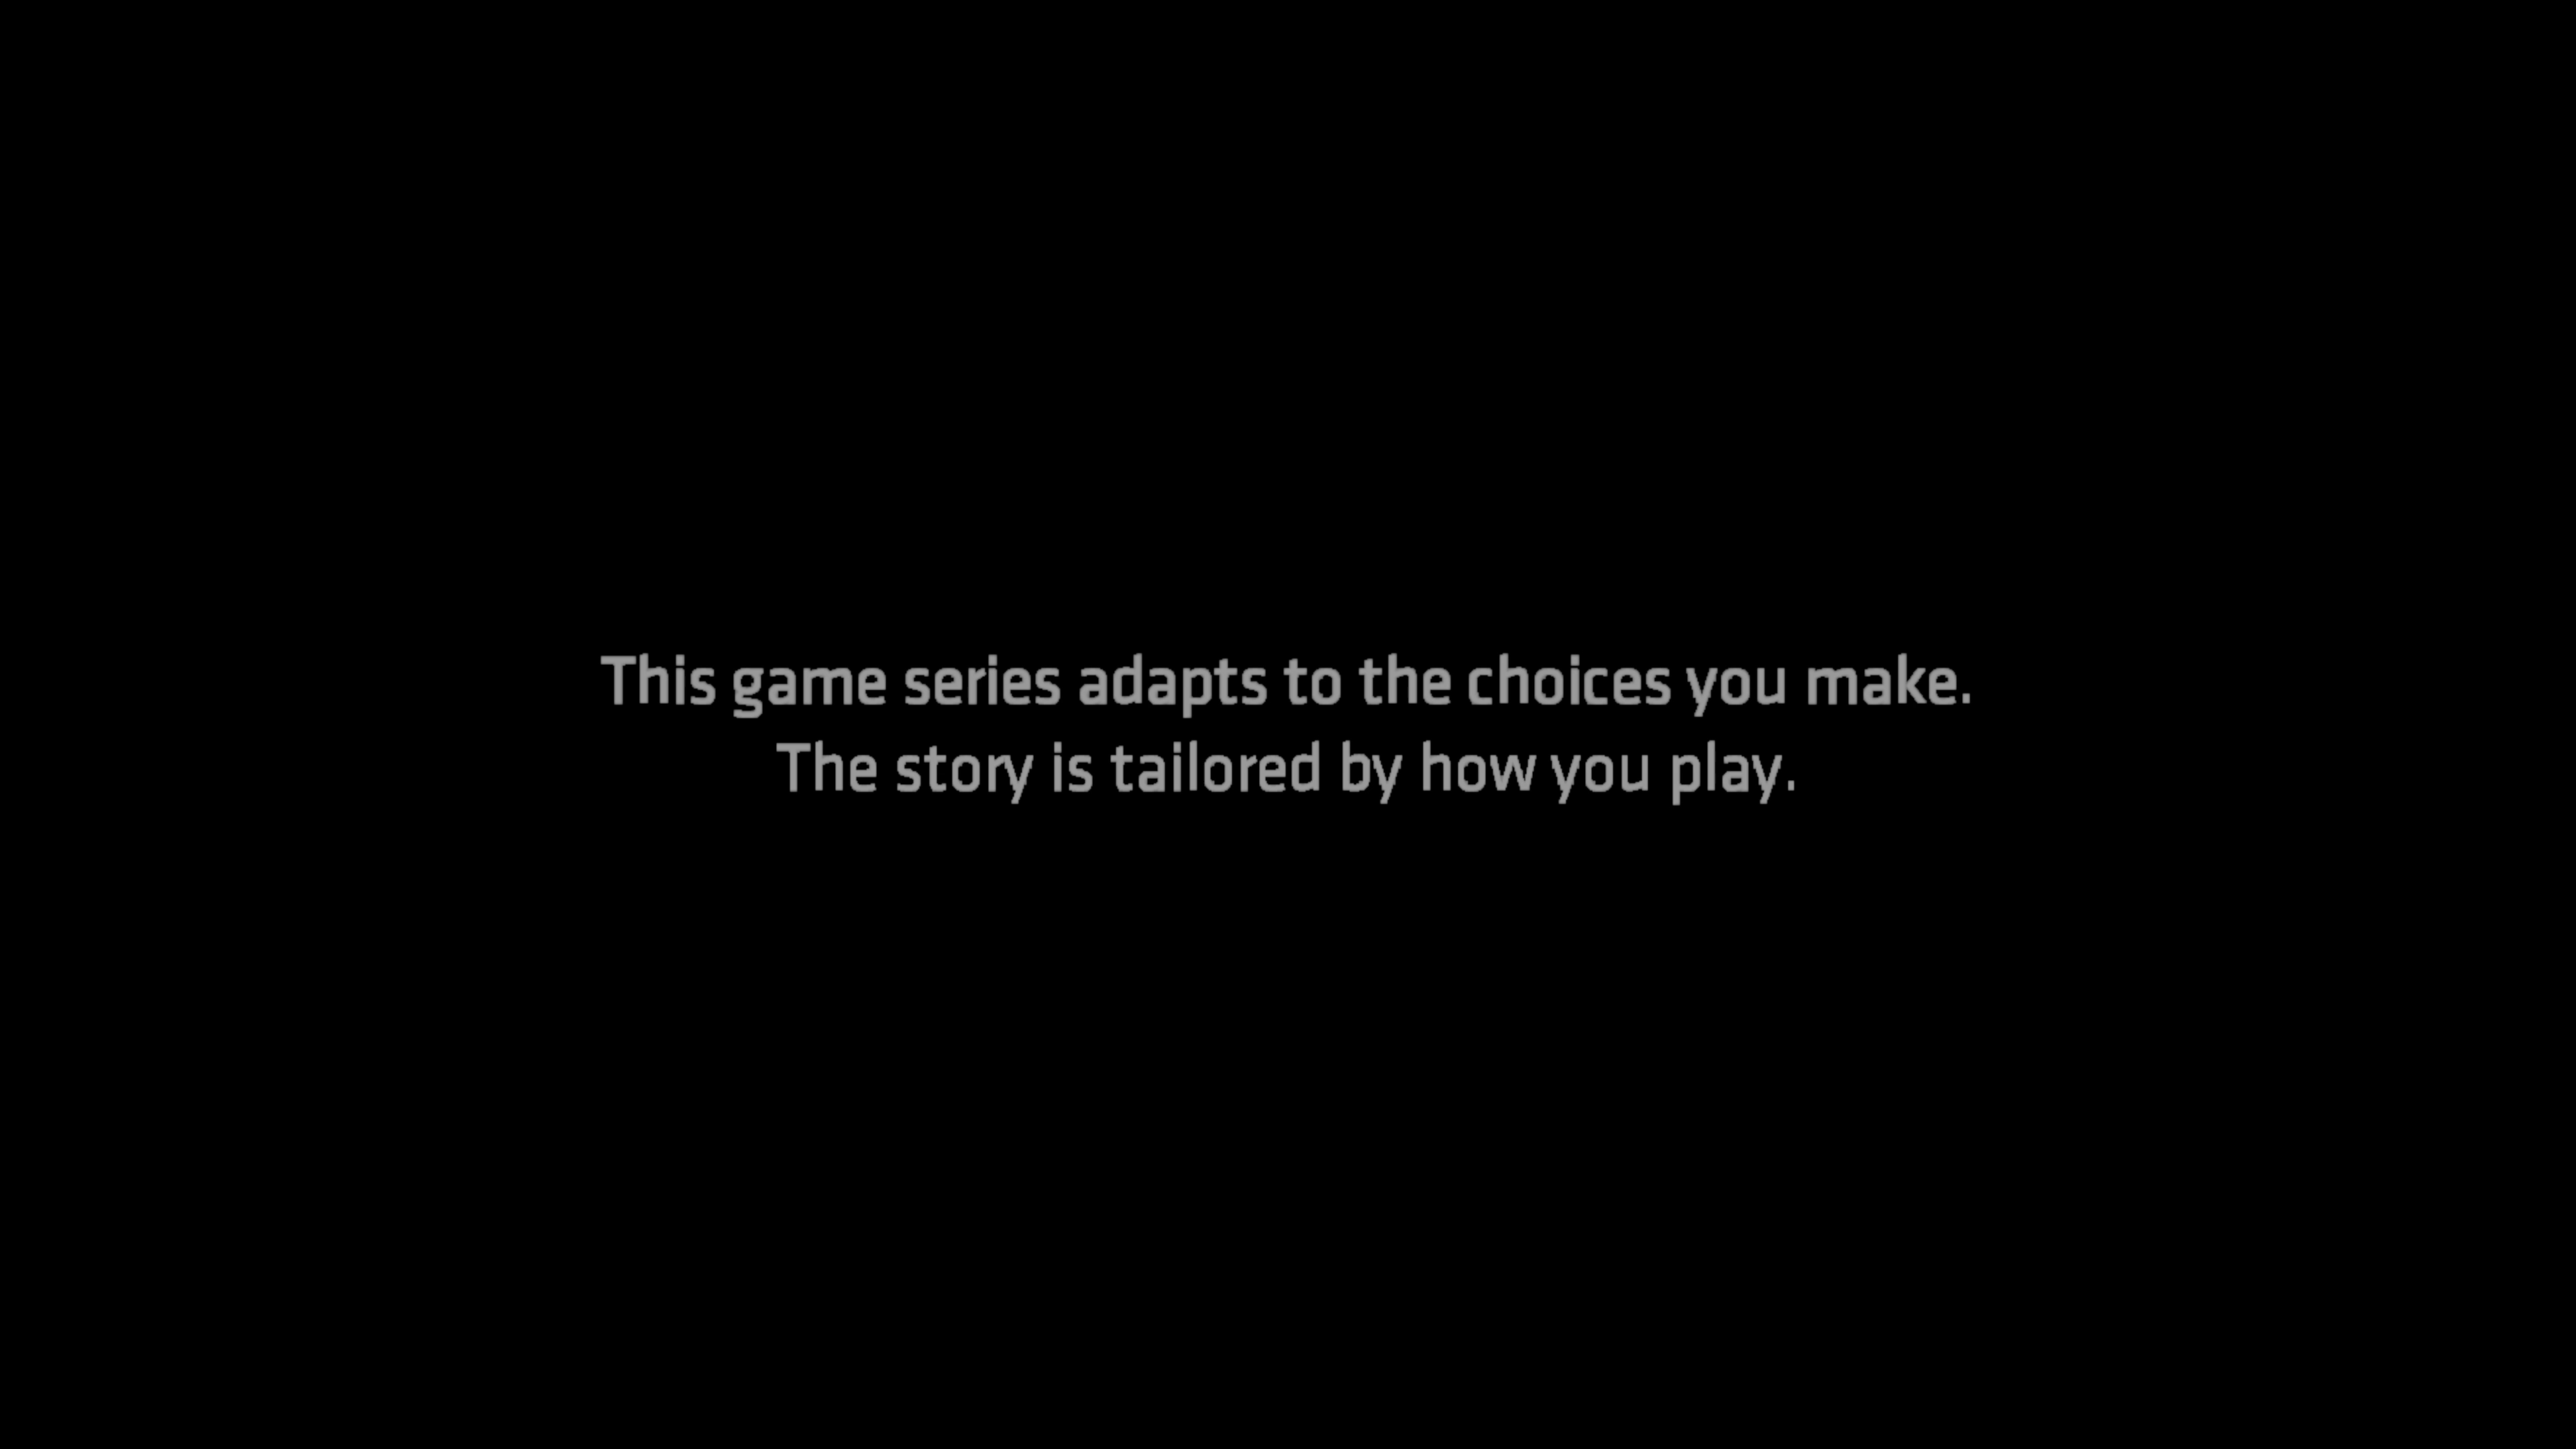 This game series adapts to the choices you make.
The story is tailored by how you play.